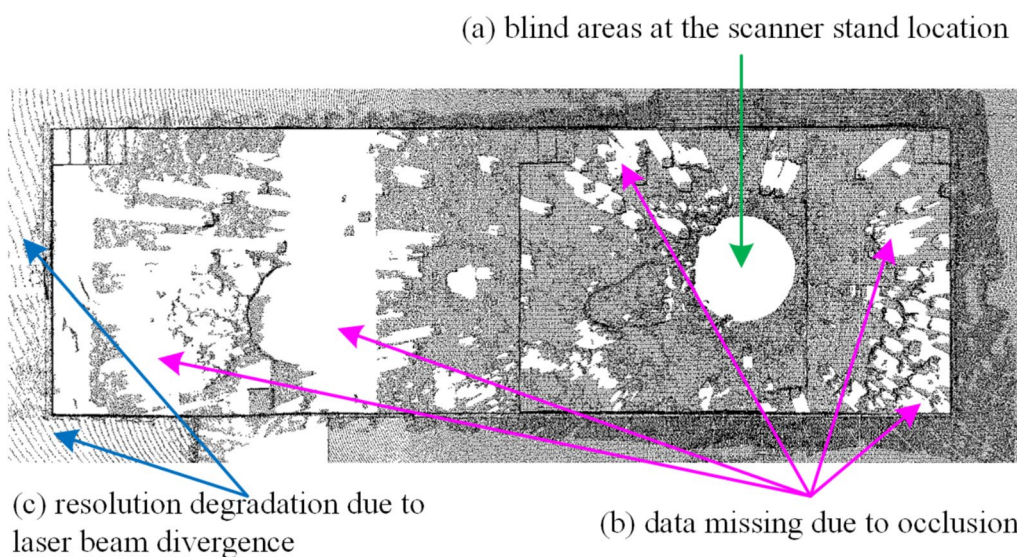 (a) blind areas at the scanner stand location
(c) resolution degradation due to
laser beam divergence
(b) data missing due to occlusion